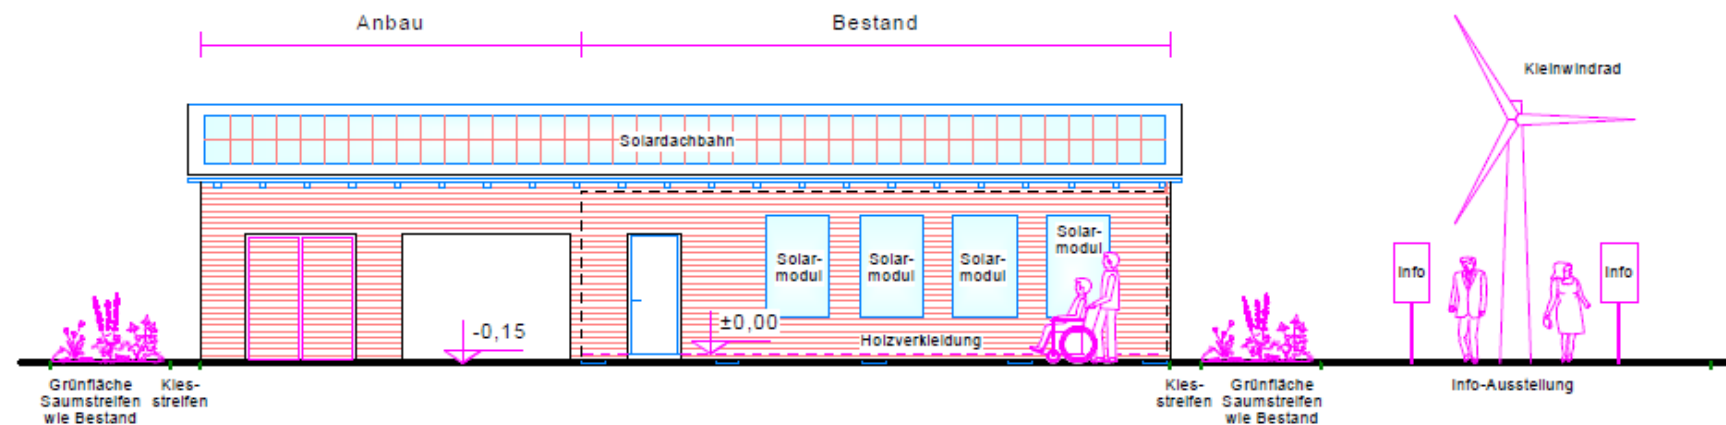 Anbau
Bestand
Kleinwindrad
Solardachbahn
Solar-
modul
Solar-
modul
Solar-
modul
Solar-
modul
Info
Info
-0,15
±0,00
Holzverkleidung
Grünfläche
Saumstreifen
wie Bestand
Kies-
streifen
Kies-
streifen
Grünfläche
Saumstreifen
wie Bestand
Info-Ausstellung